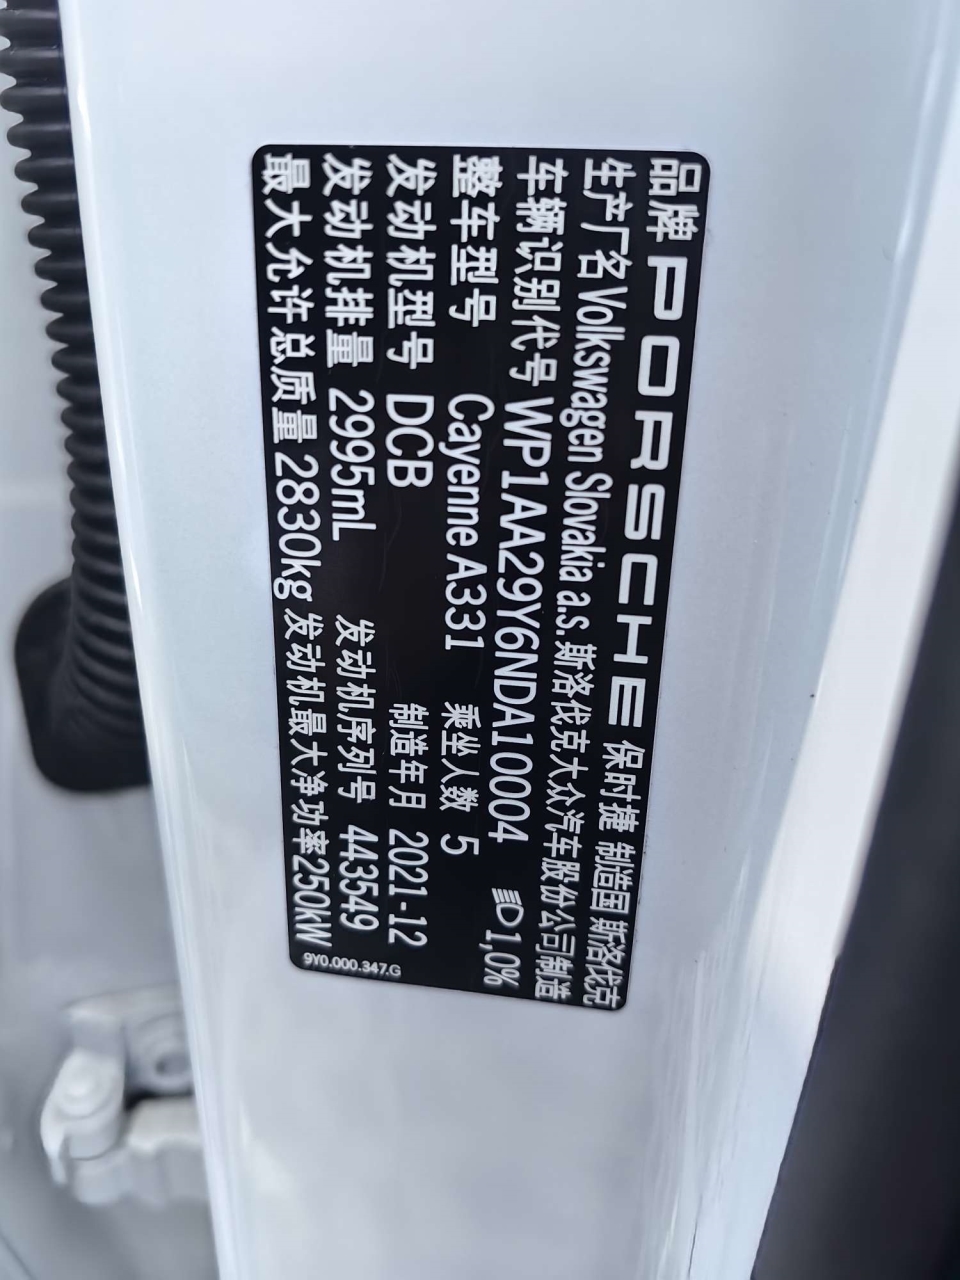 品牌 PORSCHE 保时捷 制造国 斯洛伐克
生产厂名 Volkswagen Slovakia a.s. 斯洛伐克大众汽车股份公司制造
车辆识别代号 WP1AA29Y6NDA10004 1,0%
整车型号 Cayenne A331 乘坐人数 5
发动机型号 DCB 制造年月 2021-12
发动机排量 2995mL 发动机序列号 443549
最大允许总质量 2830kg 发动机最大净功率250kW
9Y0.000.347.G